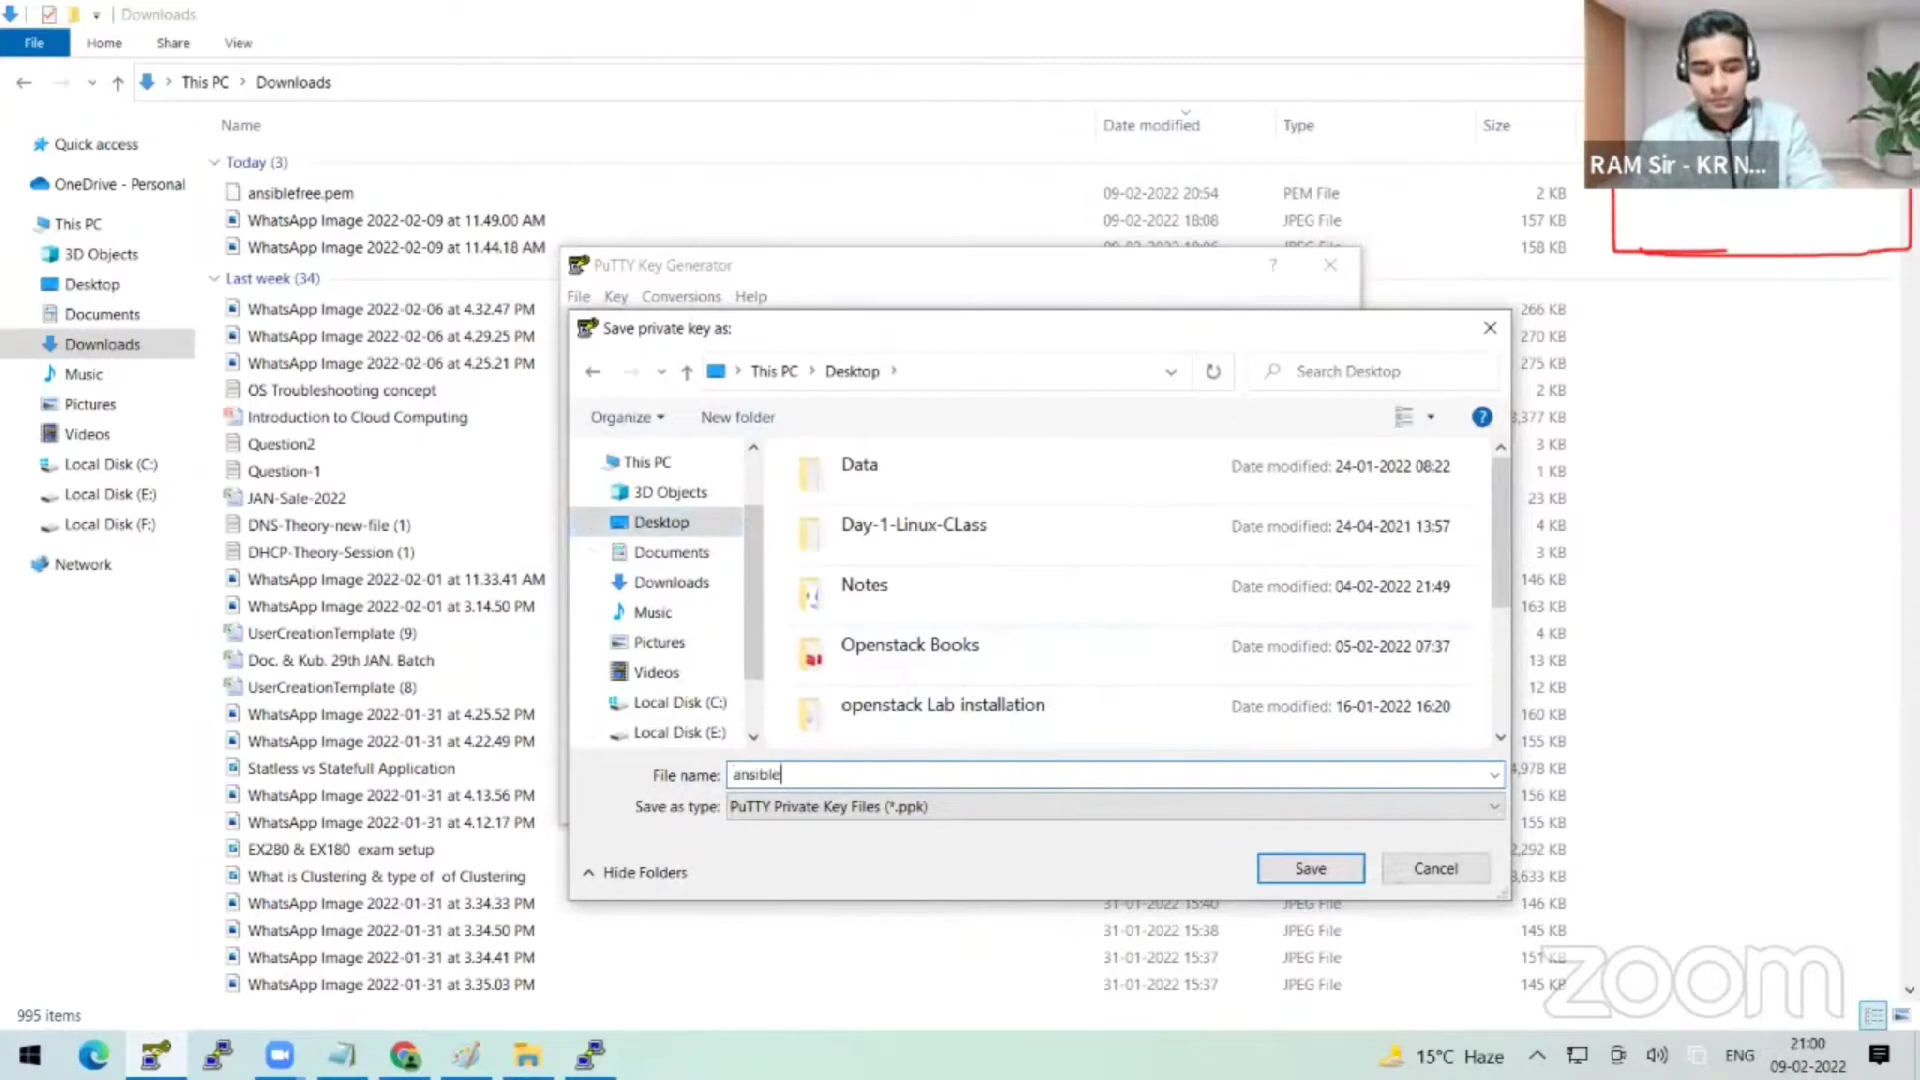 Downloads
File Home Share View
This PC Downloads
Name Date modified Type Size
Quick access
OneDrive - Personal
This PC
3D Objects
Desktop
Documents
Downloads
Music
Pictures
Videos
Local Disk (C:)
Local Disk (E:)
Local Disk (F:)
Network
Today (3)
ansiblefree.pem 09-02-2022 20:54 PEM File 2 KB
WhatsApp Image 2022-02-09 at 11.49.00 AM 09-02-2022 18:08 JPEG File 157 KB
WhatsApp Image 2022-02-09 at 11.44.18 AM 158 KB
Last week (34)
WhatsApp Image 2022-02-06 at 4.32.47 PM 266 KB
WhatsApp Image 2022-02-06 at 4.29.25 PM 270 KB
WhatsApp Image 2022-02-06 at 4.25.21 PM 275 KB
OS Troubleshooting concept 2 KB
Introduction to Cloud Computing 3,377 KB
Question2 3 KB
Question-1 1 KB
JAN-Sale-2022 23 KB
DNS-Theory-new-file (1) 4 KB
DHCP-Theory-Session (1) 3 KB
WhatsApp Image 2022-02-01 at 11.33.41 AM 146 KB
WhatsApp Image 2022-02-01 at 3.14.50 PM 163 KB
UserCreationTemplate (9) 4 KB
Doc. & Kub. 29th JAN. Batch 13 KB
UserCreationTemplate (8) 12 KB
WhatsApp Image 2022-01-31 at 4.25.52 PM 160 KB
WhatsApp Image 2022-01-31 at 4.22.49 PM 155 KB
Statless vs Statefull Application 4,978 KB
WhatsApp Image 2022-01-31 at 4.13.56 PM 156 KB
WhatsApp Image 2022-01-31 at 4.12.17 PM 155 KB
EX280 & EX180 exam setup 2,292 KB
What is Clustering & type of of Clustering 8,633 KB
WhatsApp Image 2022-01-31 at 3.34.33 PM 31-01-2022 15:40 JPEG File 146 KB
WhatsApp Image 2022-01-31 at 3.34.50 PM 31-01-2022 15:38 JPEG File 145 KB
WhatsApp Image 2022-01-31 at 3.34.41 PM 31-01-2022 15:37 JPEG File 151 KB
WhatsApp Image 2022-01-31 at 3.35.03 PM 31-01-2022 15:37 JPEG File 145 KB
995 items
PuTTY Key Generator ?
File Key Conversions Help
Save private key as:
This PC Desktop Search Desktop
Organize New folder ?
This PC
3D Objects
Desktop
Documents
Downloads
Music
Pictures
Videos
Local Disk (C:)
Local Disk (E:)
Data Date modified: 24-01-2022 08:22
Day-1-Linux-CLass Date modified: 24-04-2021 13:57
Notes Date modified: 04-02-2022 21:49
Openstack Books Date modified: 05-02-2022 07:37
openstack Lab installation Date modified: 16-01-2022 16:20
File name: ansible
Save as type: PuTTY Private Key Files (*.ppk)
Hide Folders Save Cancel
RAM Sir - KR N...
zoom
15°C Haze ENG 21:00
09-02-2022